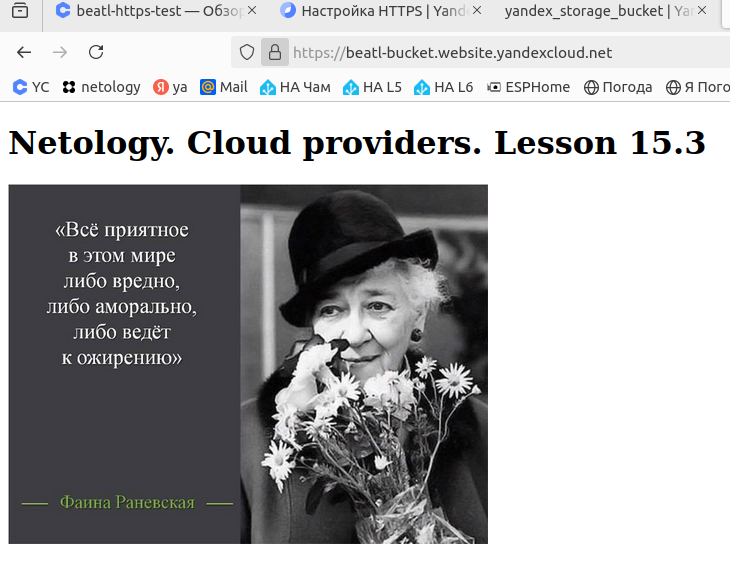 beatl-https-test — Обзор
Настройка HTTPS | Yand
yandex_storage_bucket | Yan
https://beatl-bucket.website.yandexcloud.net
YC netology ya Mail НА Чам HA L5 HA L6 ESPHome Погода Я Пого
Netology. Cloud providers. Lesson 15.3
«Всё приятное
в этом мире
либо вредно,
либо аморально,
либо ведёт
к ожирению»
Фаина Раневская